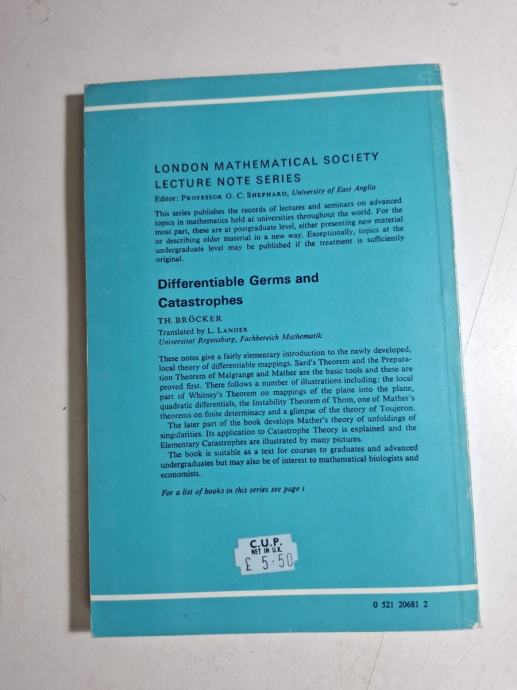 LONDON MATHEMATICAL SOCIETY
LECTURE NOTE SERIES
Editor: PROFESSOR G. C. SHEPHARD, University of East Anglia
This series publishes the records of lectures and seminars on advanced
topics in mathematics held at universities throughout the world. For the
most part, these are at postgraduate level, either presenting new material
or describing older material in a new way. Exceptionally, topics at the
undergraduate level may be published if the treatment is sufficiently
original.
Differentiable Germs and
Catastrophes
TH. BRÖCKER
Translated by L. LANDER
Universitat Regensburg, Fachbereich Mathematik
These notes give a fairly elementary introduction to the newly developed,
local theory of differentiable mappings. Sard's Theorem and the Prepara-
tion Theorem of Malgrange and Mather are the basic tools and these are
proved first. There follows a number of illustrations including: the local
part of Whitney's Theorem on mappings of the plane into the plane,
quadratic differentials, the Instability Theorem of Thom, one of Mather's
theorems on finite determinacy and a glimpse of the theory of Toujeron.
The later part of the book develops Mather's theory of unfoldings of
singularities. Its application to Catastrophe Theory is explained and the
Elementary Catastrophes are illustrated by many pictures.
The book is suitable as a text for courses to graduates and advanced
undergraduates but may also be of interest to mathematical biologists and
economists.
For a list of books in this series see page i
C.U.P.
NET IN U.K.
£ 5·50
0 521 20681 2